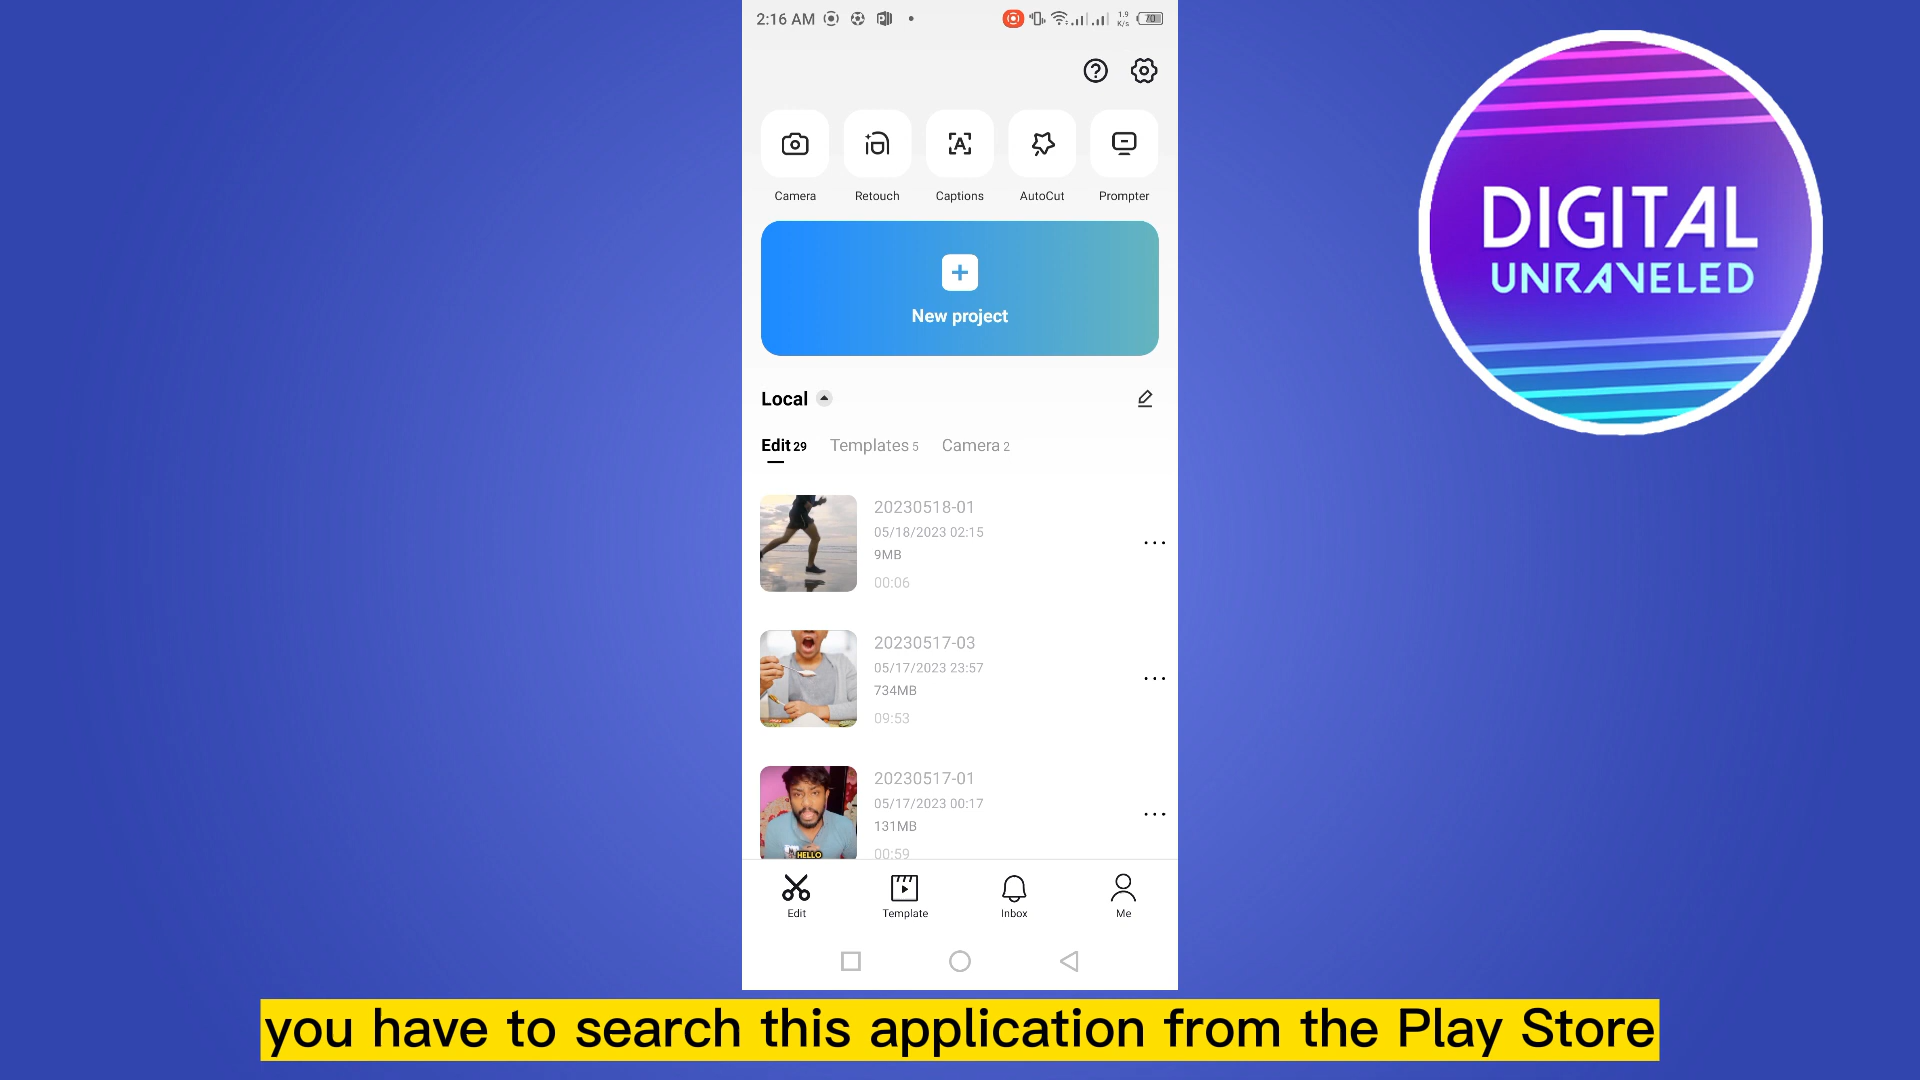 2:16 AM
1.9
K/s
70
Camera
Retouch
Captions
AutoCut
Prompter
New project
Local
Edit 29
Templates 5
Camera 2
20230518-01
05/18/2023 02:15
9MB
00:06
20230517-03
05/17/2023 23:57
734MB
09:53
20230517-01
05/17/2023 00:17
131MB
00:59
HELLO
Edit
Template
Inbox
Me
DIGITAL
UNRAVELED
you have to search this application from the Play Store